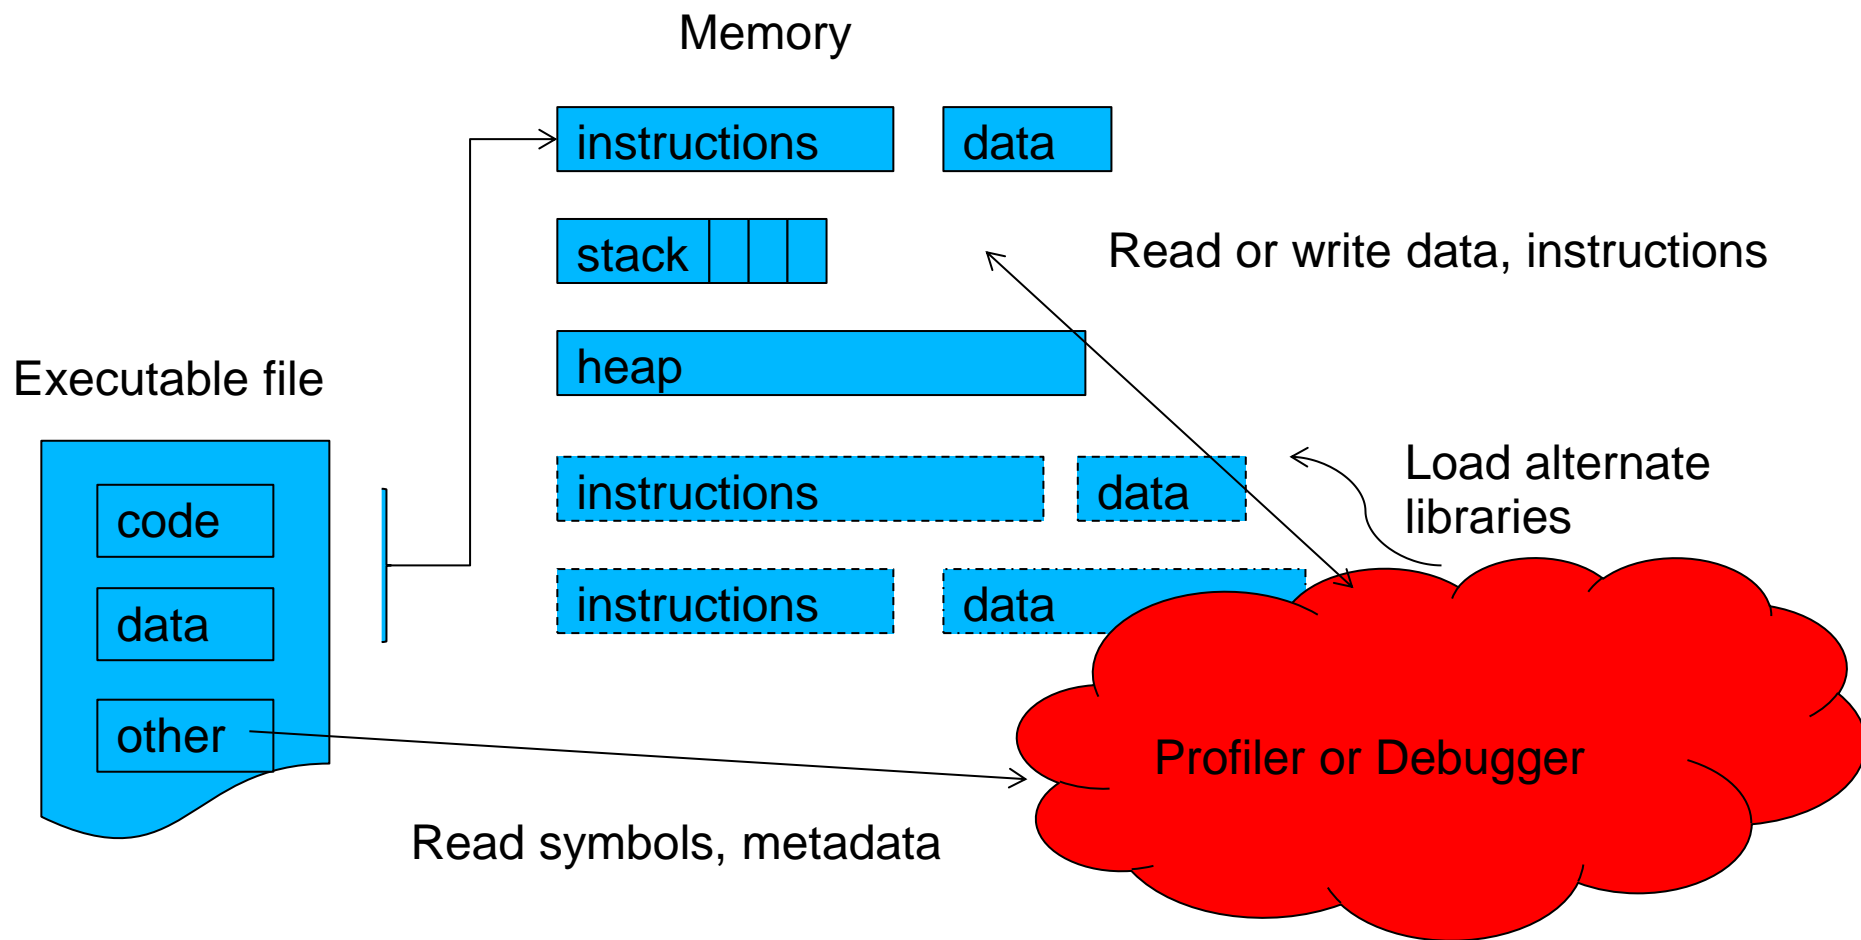 Memory
instructions
data
stack
Read or write data, instructions
heap
Executable file
instructions
data
Load alternate
libraries
code
instructions
data
data
other
Profiler or Debugger
Read symbols, metadata